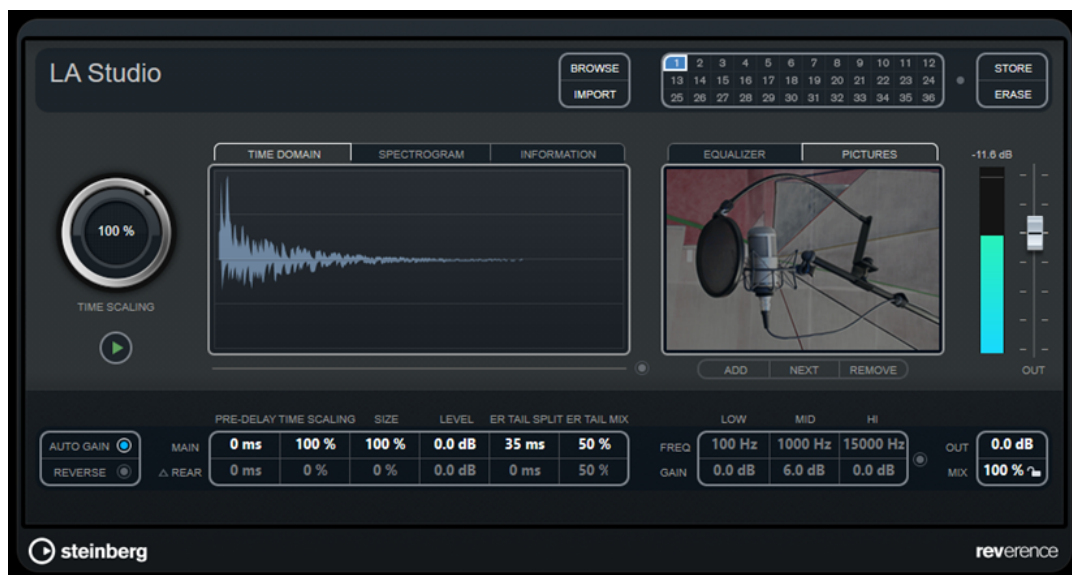 LA Studio
BROWSE
IMPORT
1 2 3 4 5 6 7 8 9 10 11 12
13 14 15 16 17 18 19 20 21 22 23 24
25 26 27 28 29 30 31 32 33 34 35 36
STORE
ERASE
TIME DOMAIN SPECTROGRAM INFORMATION
EQUALIZER PICTURES
-11.6 dB
100 %
TIME SCALING
ADD NEXT REMOVE
OUT
PRE-DELAY TIME SCALING SIZE LEVEL ER TAIL SPLIT ER TAIL MIX
LOW MID HI
AUTO GAIN MAIN 0 ms 100 % 100 % 0.0 dB 35 ms 50 % FREQ 100 Hz 1000 Hz 15000 Hz OUT 0.0 dB
REVERSE △ REAR 0 ms 0 % 0 % 0.0 dB 0 ms 50 % GAIN 0.0 dB 6.0 dB 0.0 dB MIX 100 %
steinberg
reverence